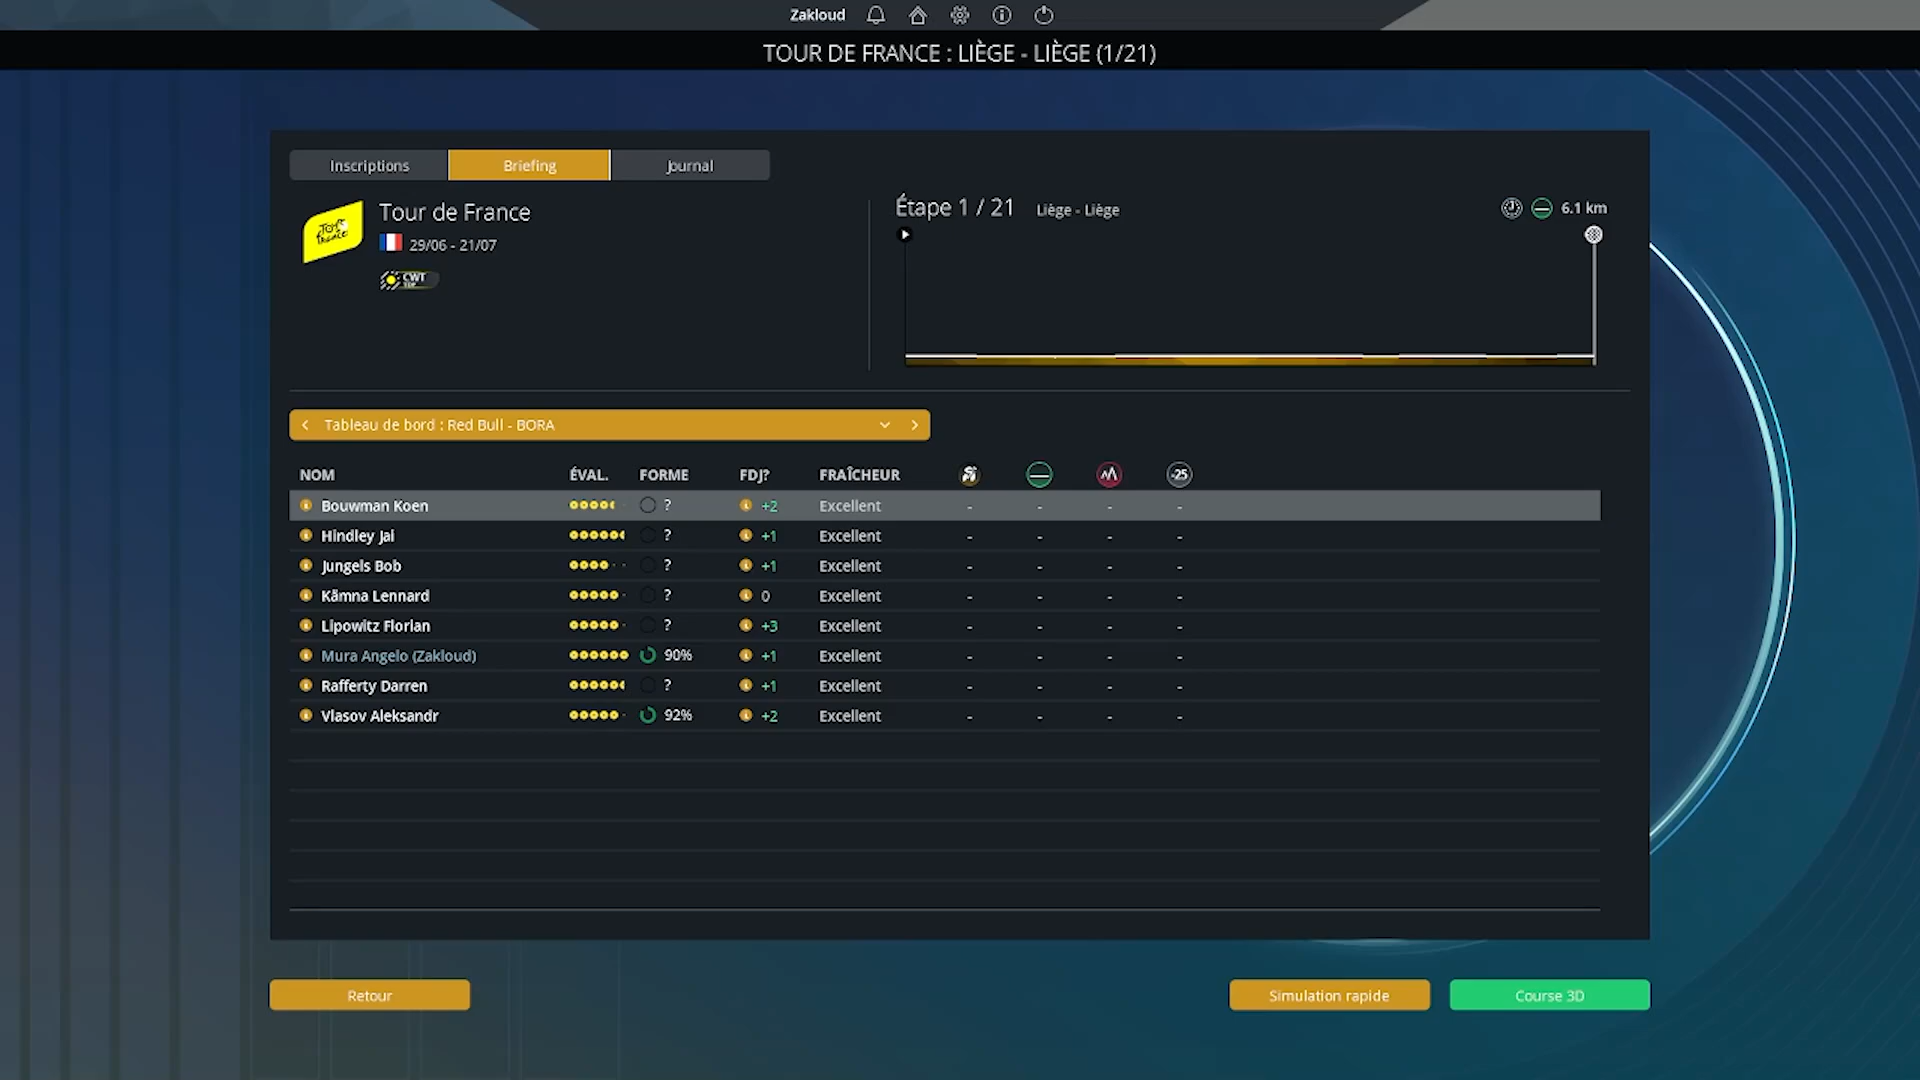 Zakloud
TOUR DE FRANCE : LIÈGE - LIÈGE (1/21)
Inscriptions
Briefing
Journal
Tour de France
29/06 - 21/07
CWT
TDF
Étape 1 / 21
Liège - Liège
6.1 km
Tableau de bord : Red Bull - BORA
NOM ÉVAL. FORME FDJ? FRAÎCHEUR -25
Bouwman Koen ? +2 Excellent - - - -
Hindley Jai ? +1 Excellent - - - -
Jungels Bob ? +1 Excellent - - - -
Kämna Lennard ? 0 Excellent - - - -
Lipowitz Florian ? +3 Excellent - - - -
Mura Angelo (Zakloud) 90% +1 Excellent - - - -
Rafferty Darren ? +1 Excellent - - - -
Vlasov Aleksandr 92% +2 Excellent - - - -
Retour
Simulation rapide
Course 3D